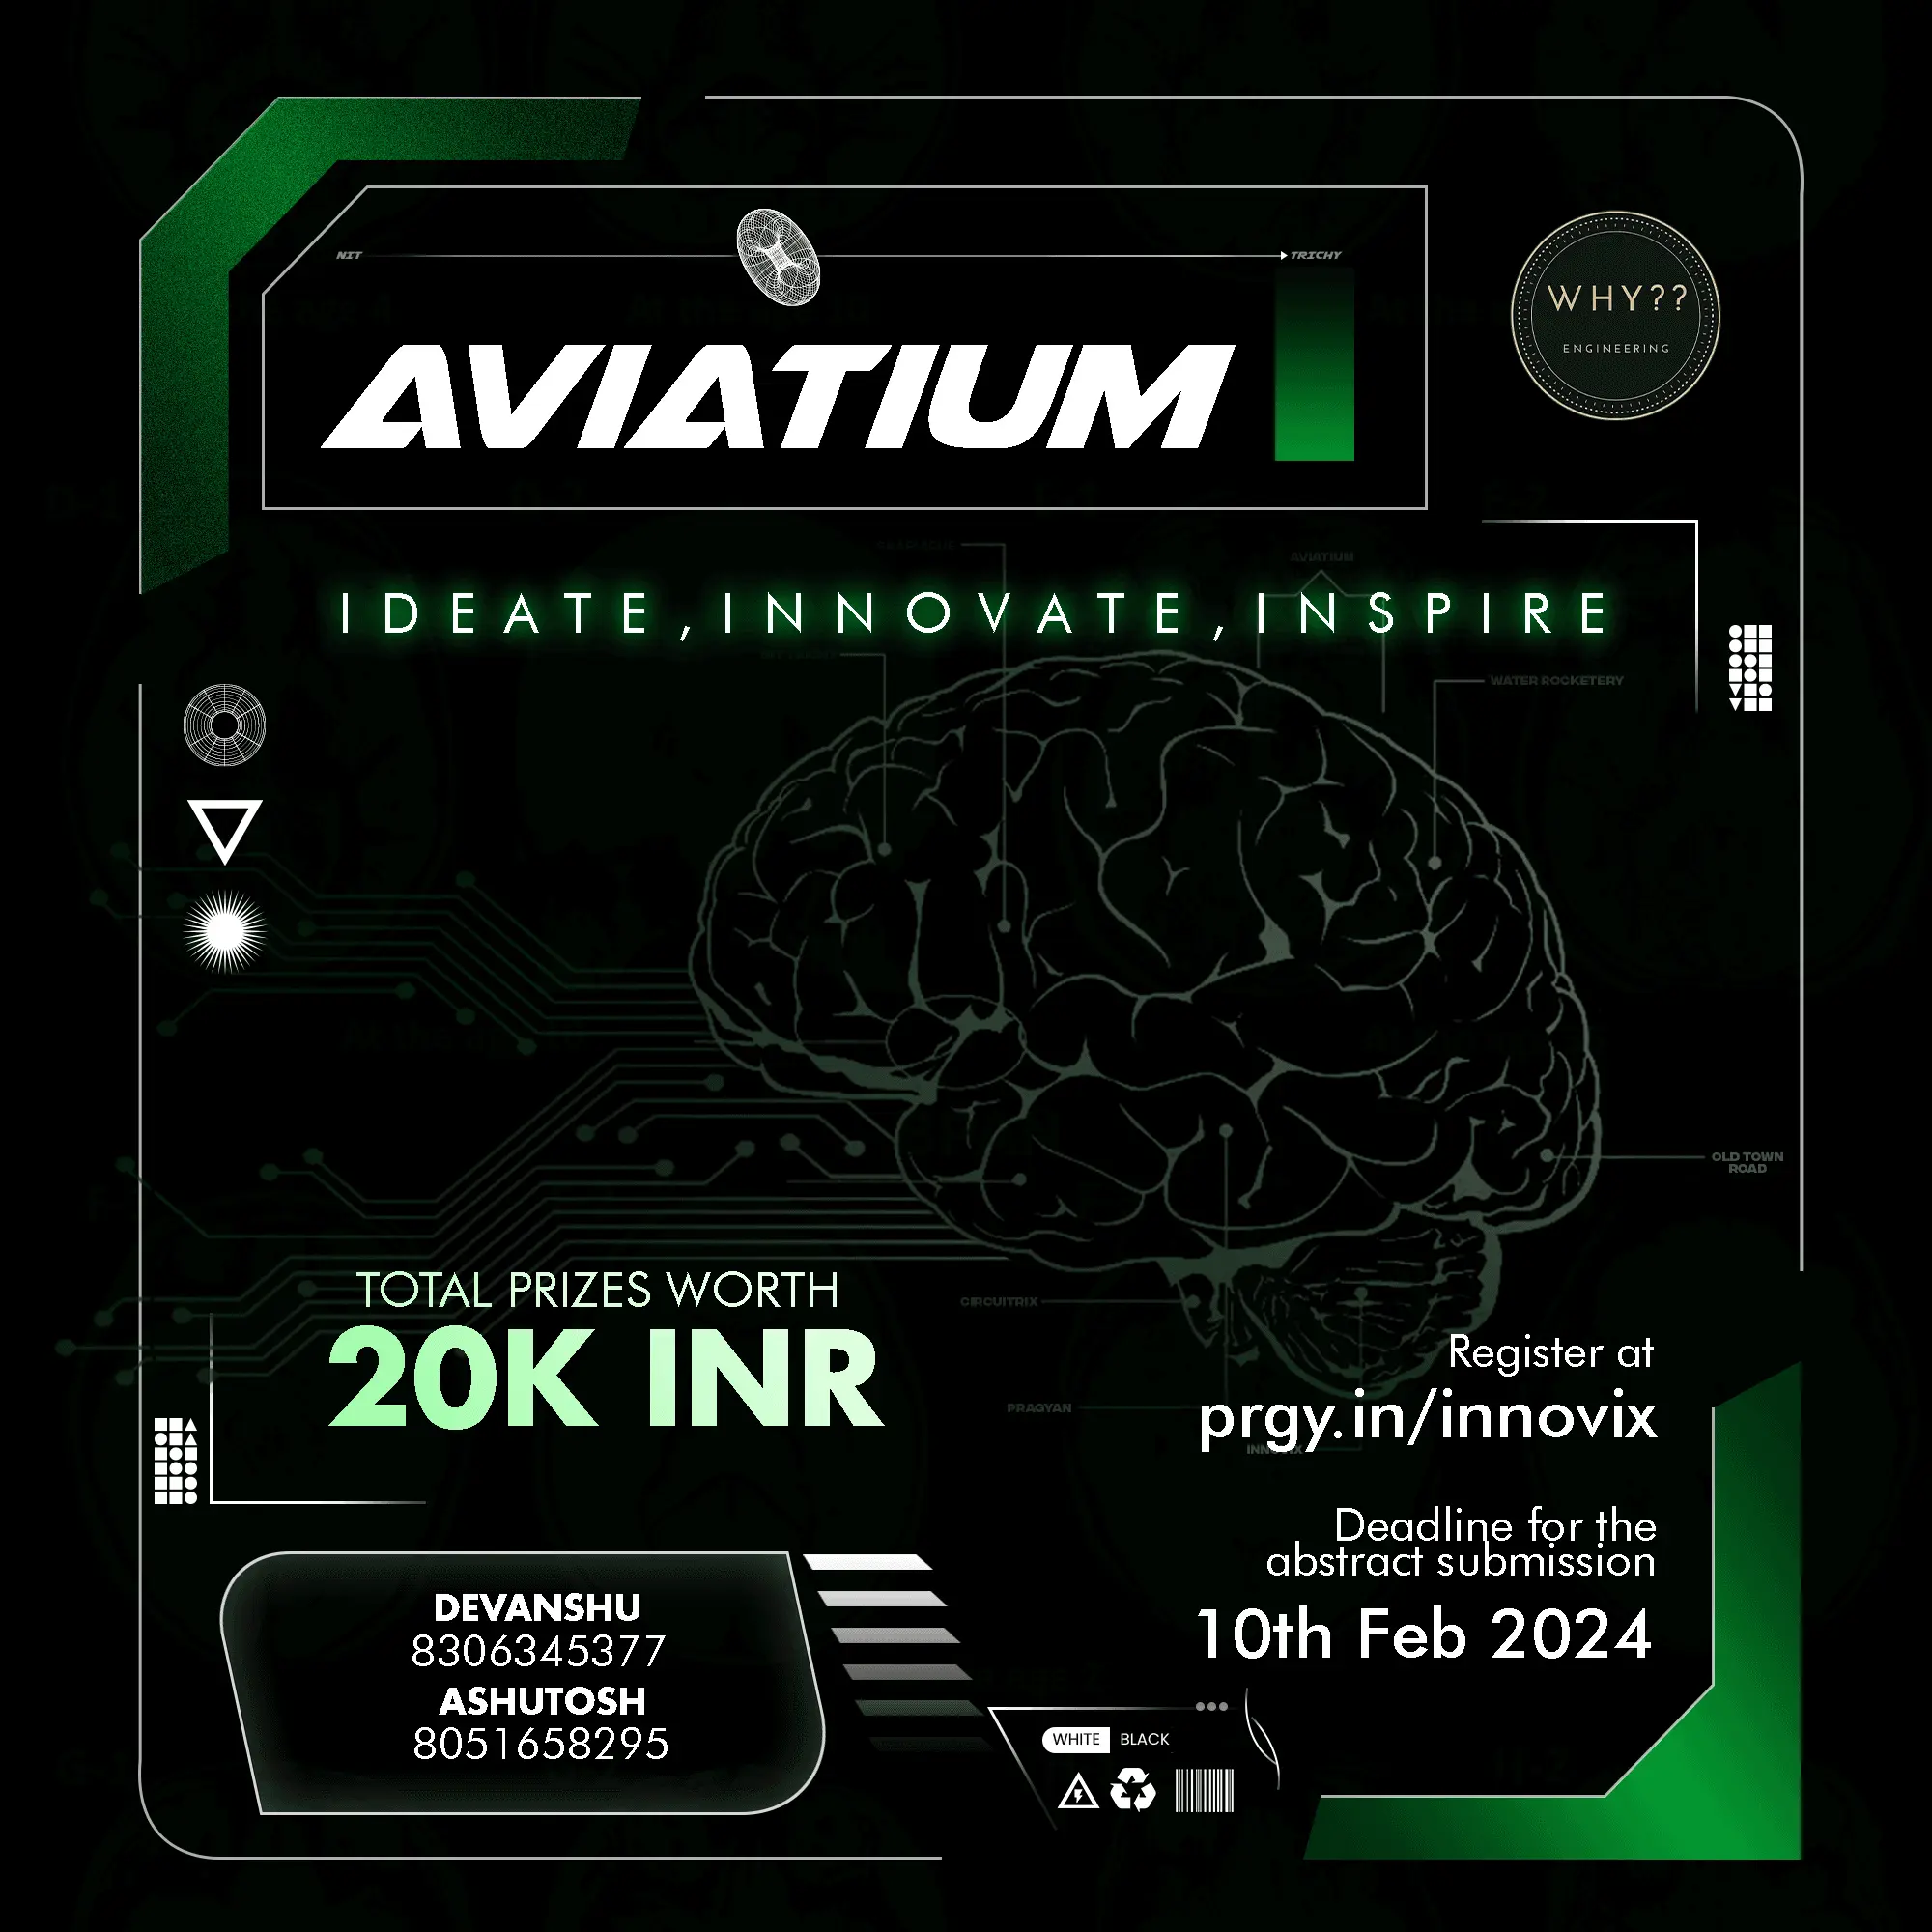 NIT
TRICHY
AVIATIUM
WHY??
ENGINEERING
IDEATE,INNOVATE,INSPIRE
AVIATIUM
WATER ROCKETERY
OLD TOWN
ROAD
CIRCUITRIX
PRAGYAN
TOTAL PRIZES WORTH
20K INR
Register at
prgy.in/innovix
INNOVIX
Deadline for the
abstract submission
10th Feb 2024
DEVANSHU
8306345377
ASHUTOSH
8051658295
WHITE BLACK